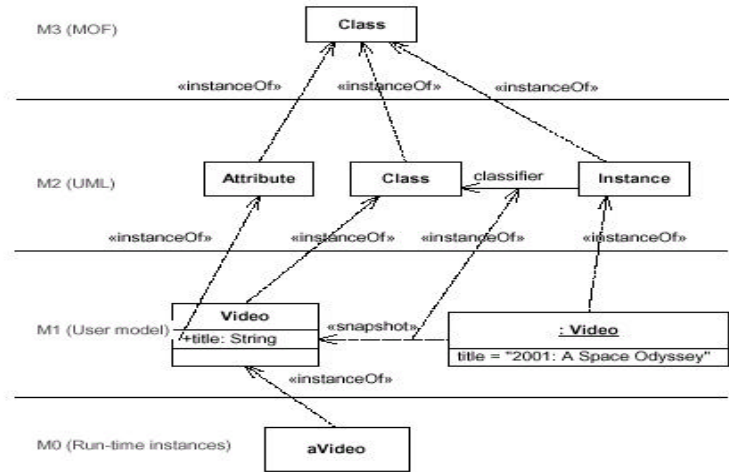 Class
M3 (MOF)
«instanceOf» «instanceOf» «instanceOf»
M2 (UML)
Attribute
Class
classifier
Instance
«instanceOf» «instanceOf» «instanceOf» «instanceOf»
M1 (User model)
Video
+title: String
«snapshot»
: Video
title = "2001: A Space Odyssey"
«instanceOf»
M0 (Run-time instances)
aVideo